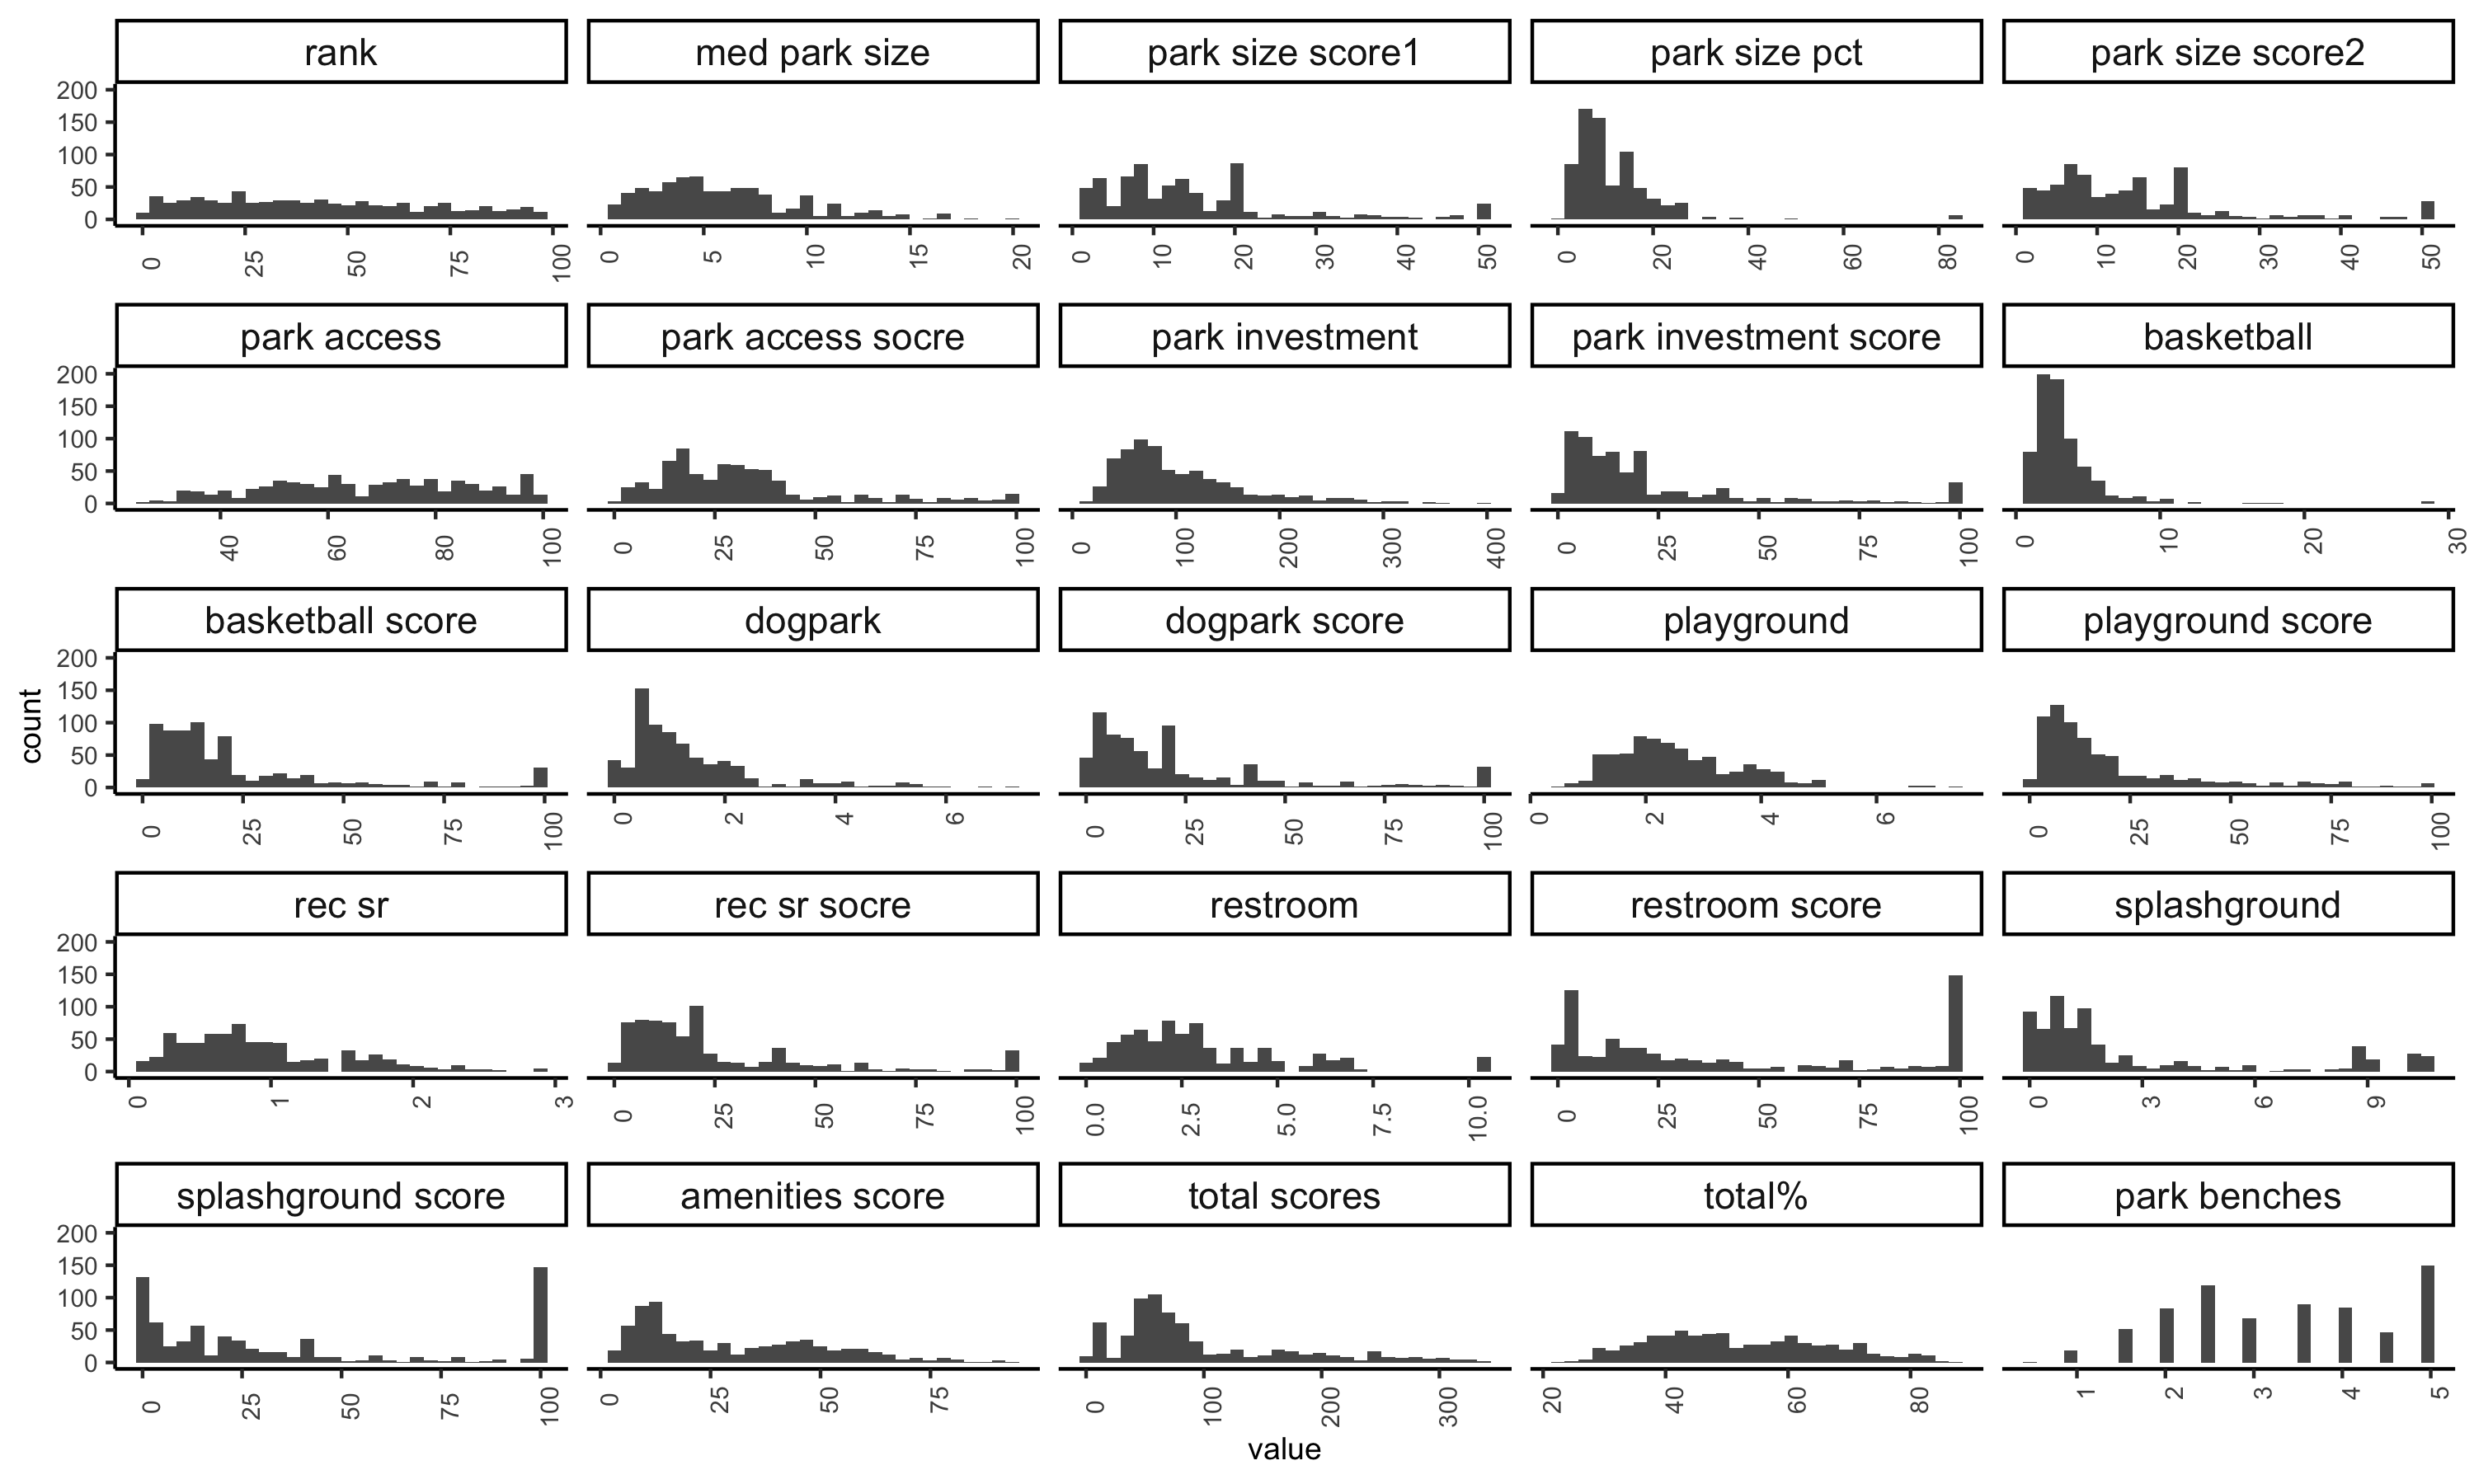 rank med park size park size score1 park size pct park size score2
200
150
100
50
0
0 25 50 75 100 0 5 10 15 20 0 10 20 30 40 50 0 20 40 60 80 0 10 20 30 40 50
park access park access socre park investment park investment score basketball
200
150
100
50
0
40 60 80 100 0 25 50 75 100 0 100 200 300 400 0 25 50 75 100 0 10 20 30
basketball score dogpark dogpark score playground playground score
200
150
100
50
0
0 25 50 75 100 0 2 4 6 0 25 50 75 100 0 2 4 6 0 25 50 75 100
count
rec sr rec sr socre restroom restroom score splashground
200
150
100
50
0
0 1 2 3 0 25 50 75 100 0.0 2.5 5.0 7.5 10.0 0 25 50 75 100 0 3 6 9
splashground score amenities score total scores total% park benches
200
150
100
50
0
0 25 50 75 100 0 25 50 75 0 100 200 300 20 40 60 80 1 2 3 4 5
value